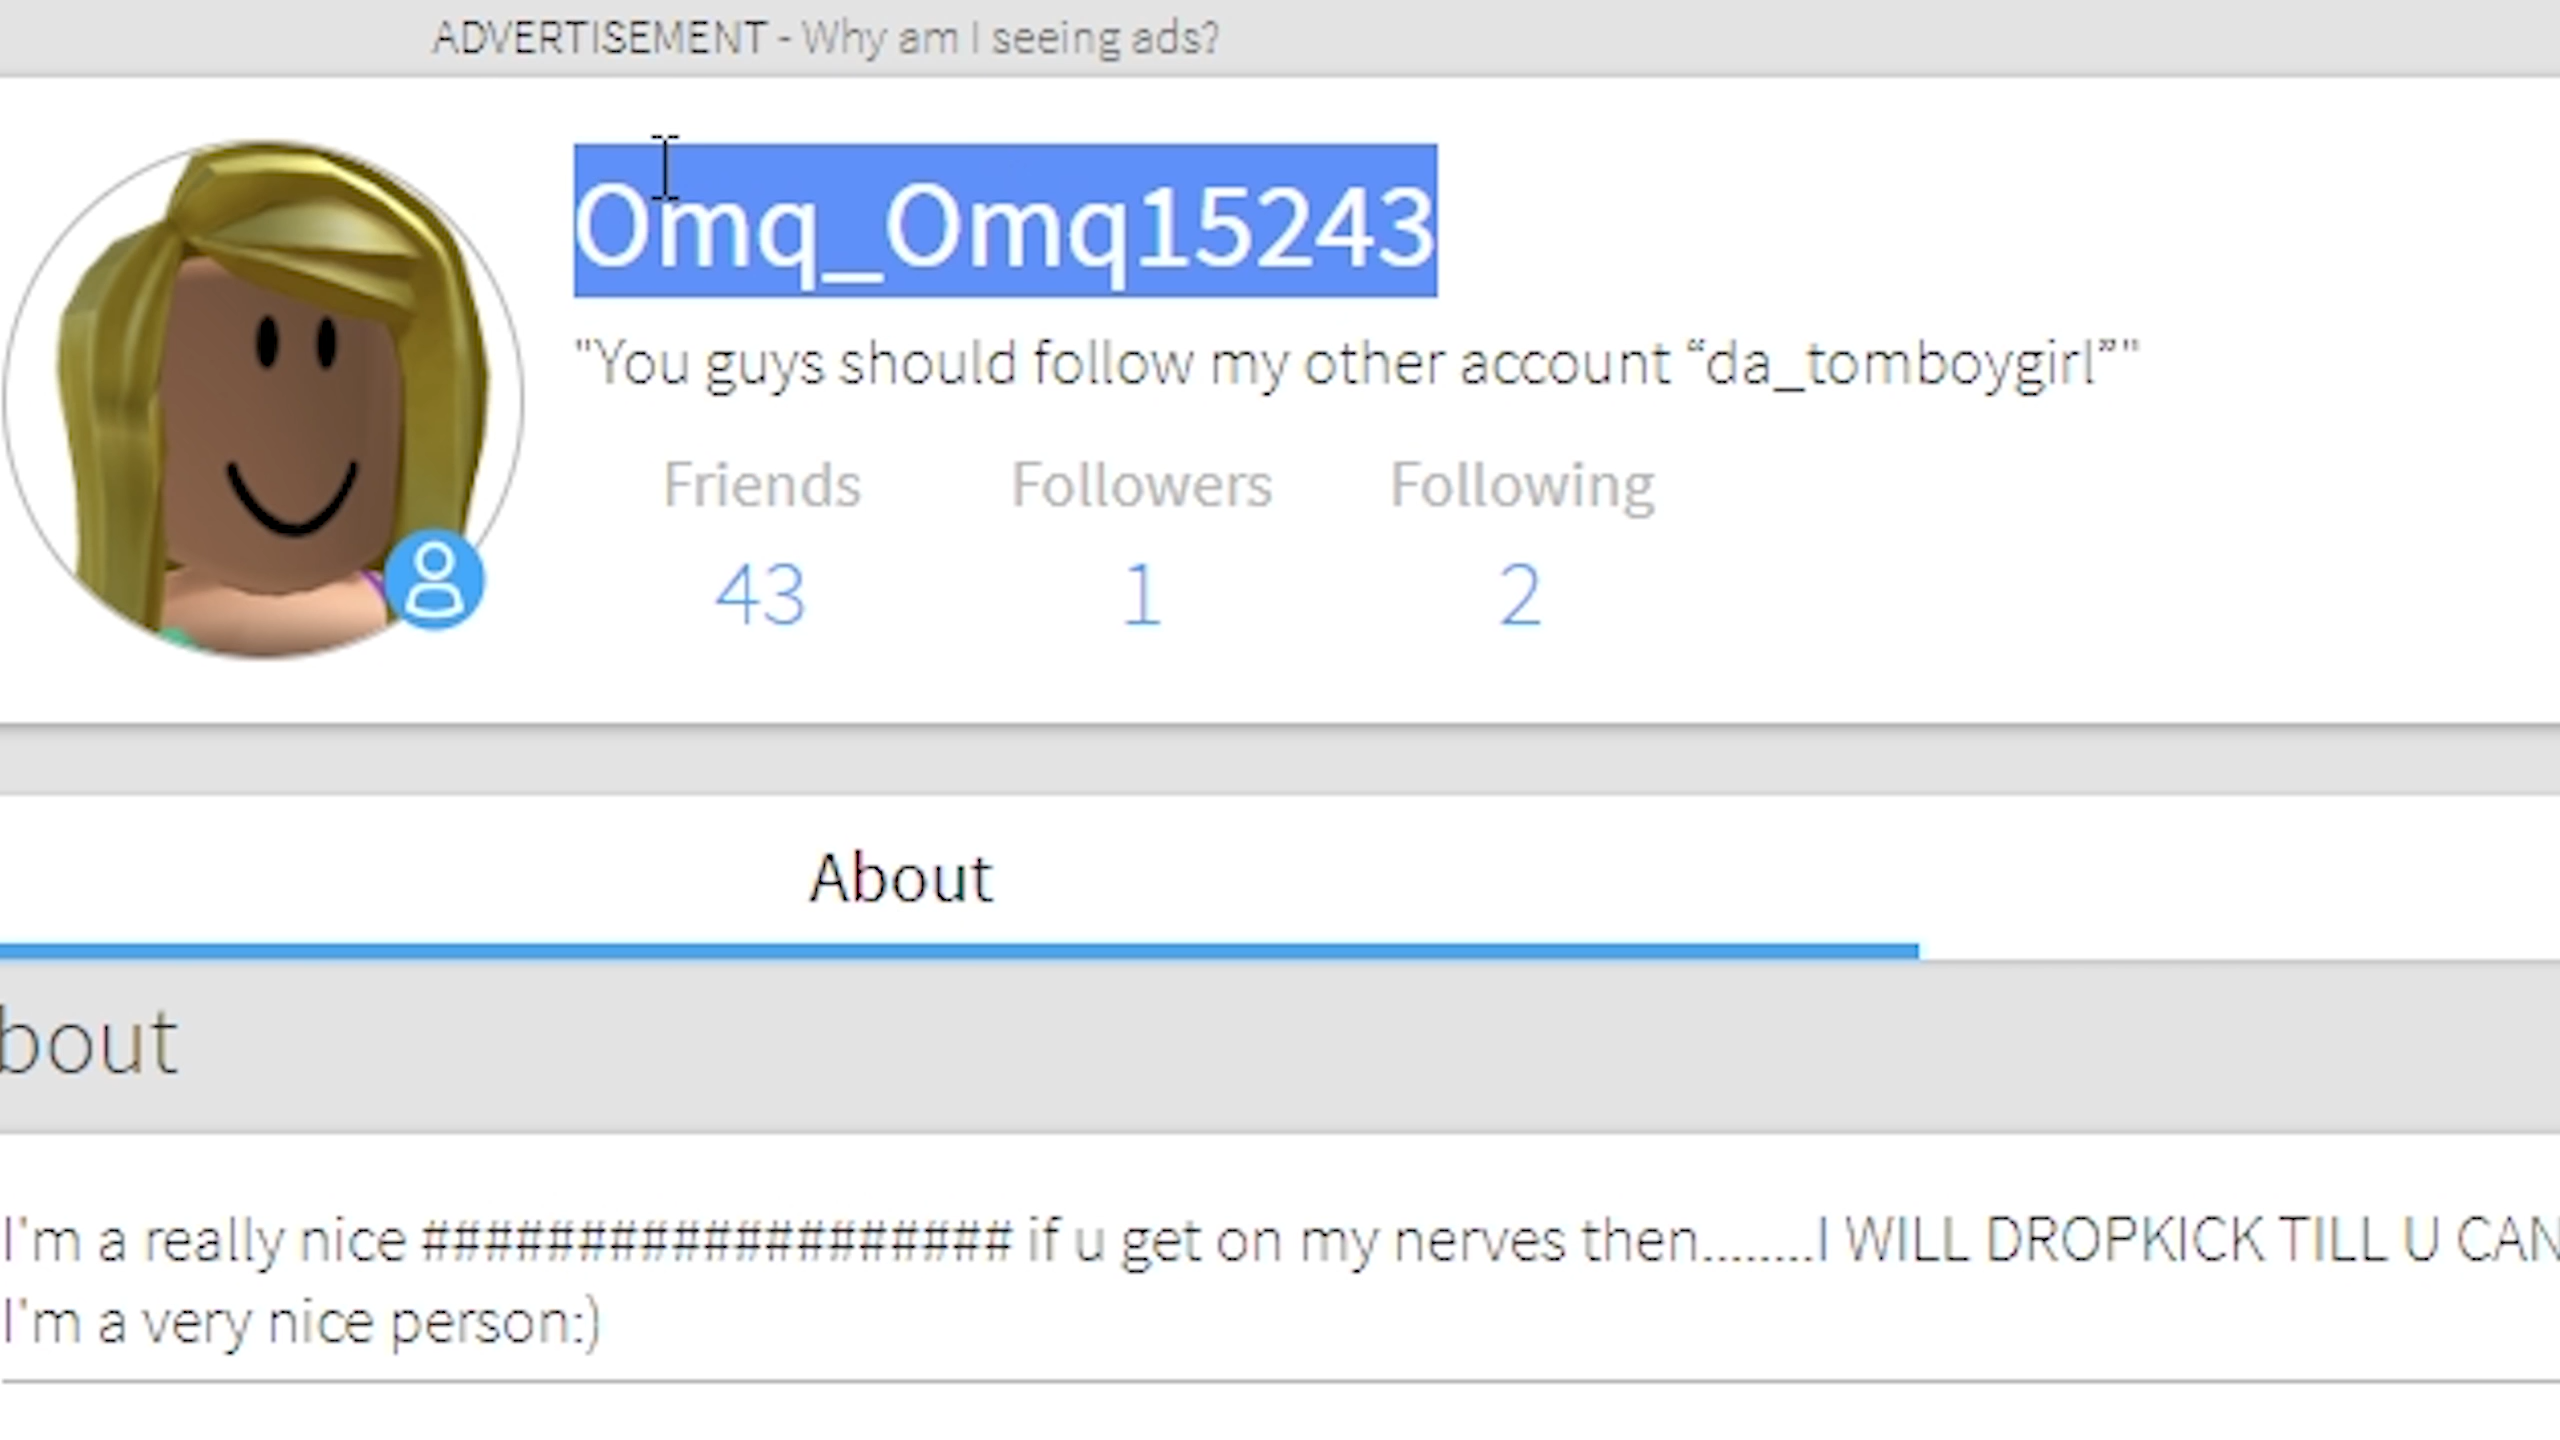 ADVERTISEMENT - Why am I seeing ads?
Omq_Omq15243
"You guys should follow my other account “da_tomboygirl”"
Friends Followers Following
43 1 2
About
bout
I'm a really nice ################### if u get on my nerves then........I WILL DROPKICK TILL U CAN
I'm a very nice person:)